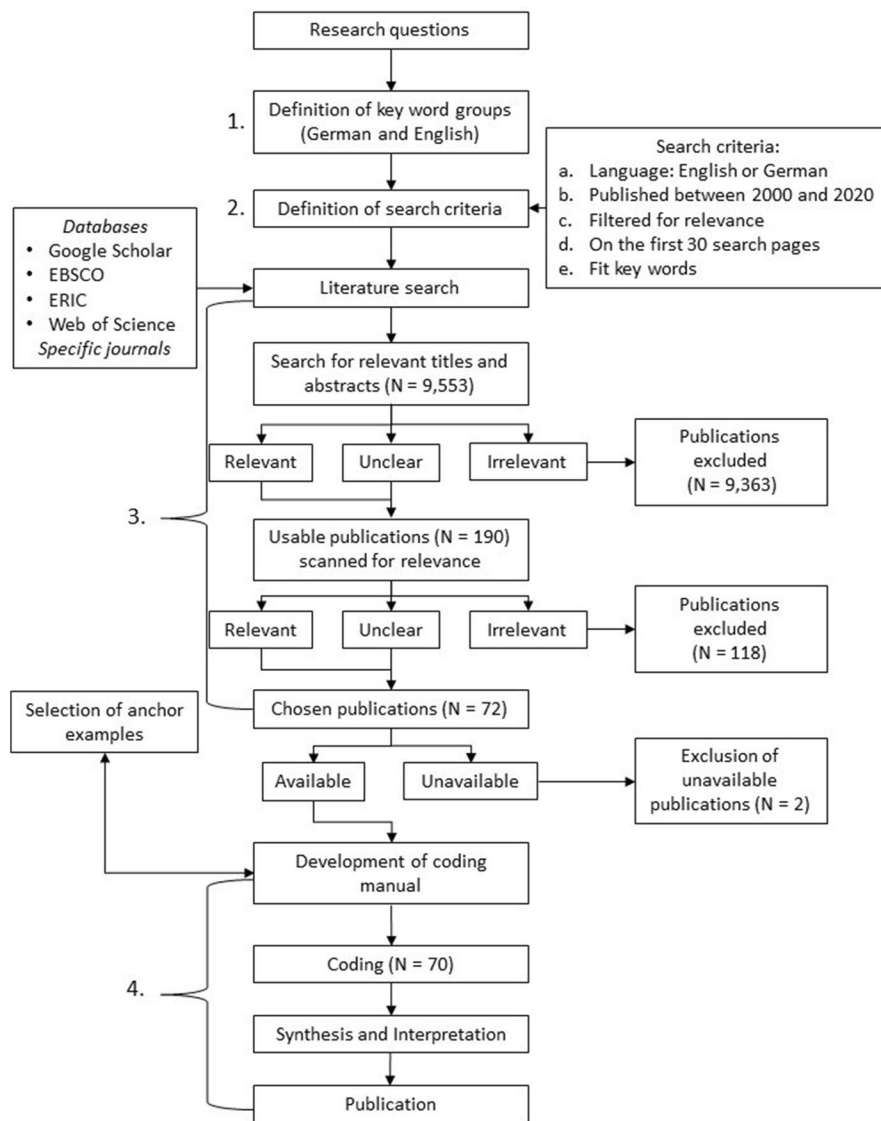 Research questions
1.
Definition of key word groups
(German and English)
Search criteria:
a. Language: English or German
b. Published between 2000 and 2020
c. Filtered for relevance
d. On the first 30 search pages
e. Fit key words
2.
Definition of search criteria
Databases
• Google Scholar
• EBSCO
• ERIC
• Web of Science
Specific journals
Literature search
Search for relevant titles and
abstracts (N = 9,553)
Relevant
Unclear
Irrelevant
Publications
excluded
(N = 9,363)
3.
Usable publications (N = 190)
scanned for relevance
Relevant
Unclear
Irrelevant
Publications
excluded
(N = 118)
Chosen publications (N = 72)
Selection of anchor
examples
Available
Unavailable
Exclusion of
unavailable
publications (N = 2)
Development of coding
manual
Coding (N = 70)
4.
Synthesis and Interpretation
Publication